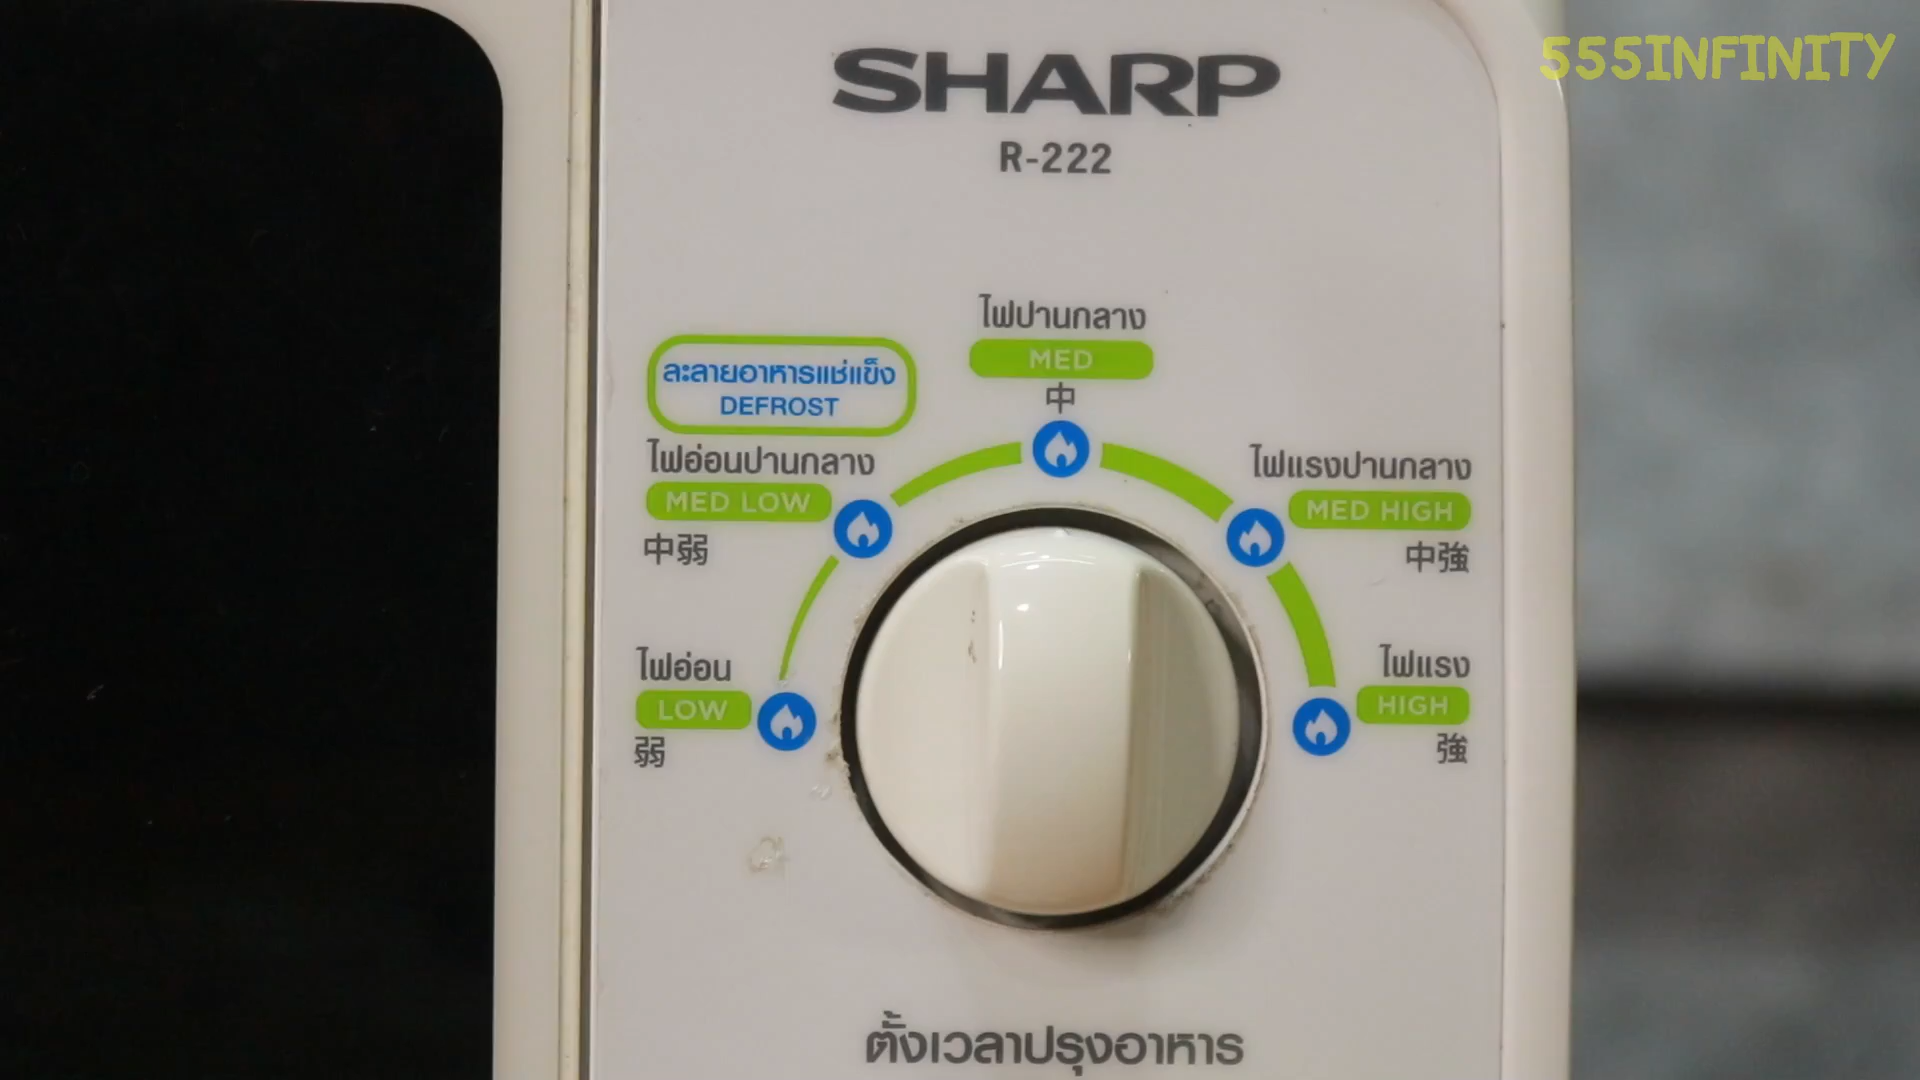 555INFINITY
SHARP
R-222
ไฟปานกลาง
MED
中
ละลายอาหารแช่แข็ง
DEFROST
ไฟอ่อนปานกลาง
MED LOW
中弱
ไฟแรงปานกลาง
MED HIGH
中強
ไฟอ่อน
LOW
弱
ไฟแรง
HIGH
強
ตั้งเวลาปรุงอาหาร